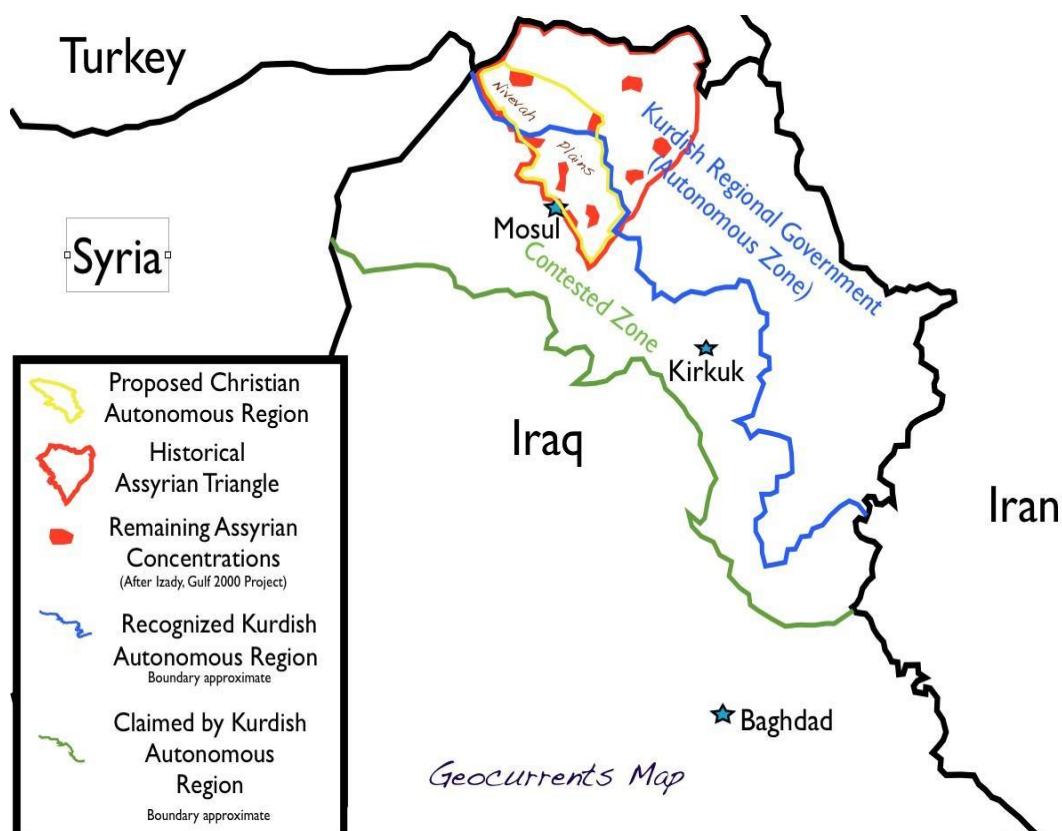 Turkey
Nivevah
Plains
Kurdish Regional Government
(Autonomous Zone)
Syria
Mosul
Contested Zone
Kirkuk
Iraq
Iran
Baghdad
Geocurrents Map
Proposed Christian
Autonomous Region
Historical
Assyrian Triangle
Remaining Assyrian
Concentrations
(After Izady, Gulf 2000 Project)
Recognized Kurdish
Autonomous Region
Boundary approximate
Claimed by Kurdish
Autonomous
Region
Boundary approximate